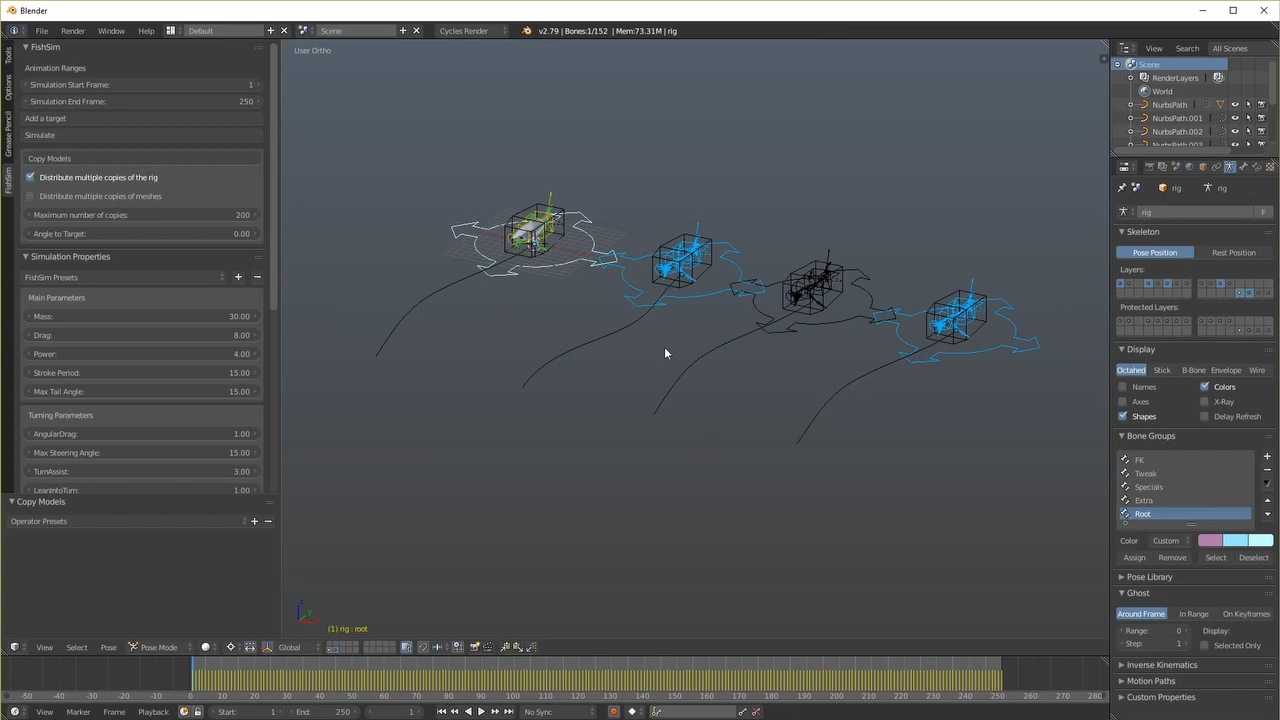 Blender
File Render Window Help Default Scene Cycles Render v2.79 | Bones:1/152 | Mem:73.31M | rig
FishSim
Animation Ranges
Simulation Start Frame: 1
Simulation End Frame: 250
Add a target
Simulate
Copy Models
Distribute multiple copies of the rig
Distribute multiple copies of meshes
Maximum number of copies: 200
Angle to Target: 0.00
Simulation Properties
FishSim Presets
Main Parameters
Mass: 30.00
Drag: 8.00
Power: 4.00
Stroke Period: 15.00
Max Tail Angle: 15.00
Turning Parameters
AngularDrag: 1.00
Max Steering Angle: 15.00
TurnAssist: 3.00
LeanIntoTurn: 1.00
Copy Models
Operator Presets
Tools
Options
Grease Pencil
FishSim
User Ortho
(1) rig : root
View Select Pose Pose Mode Global
View Search All Scenes
Scene
RenderLayers
World
NurbsPath
NurbsPath.001
NurbsPath.002
NurbsPath.003
rig rig
rig F
Skeleton
Pose Position Rest Position
Layers:
Protected Layers:
Display
Octahed Stick B-Bone Envelope Wire
Names Colors
Axes X-Ray
Shapes Delay Refresh
Bone Groups
FK
Tweak
Specials
Extra
Root
Color Custom
Assign Remove Select Deselect
Pose Library
Ghost
Around Frame In Range On Keyframes
Range: 0 Display:
Step: 1 Selected Only
Inverse Kinematics
Motion Paths
Custom Properties
-50 -40 -30 -20 -10 0 10 20 30 40 50 60 70 80 90 100 110 120 130 140 150 160 170 180 190 200 210 220 230 240 250 260 270 280
View Marker Frame Playback Start: 1 End: 250 1 No Sync